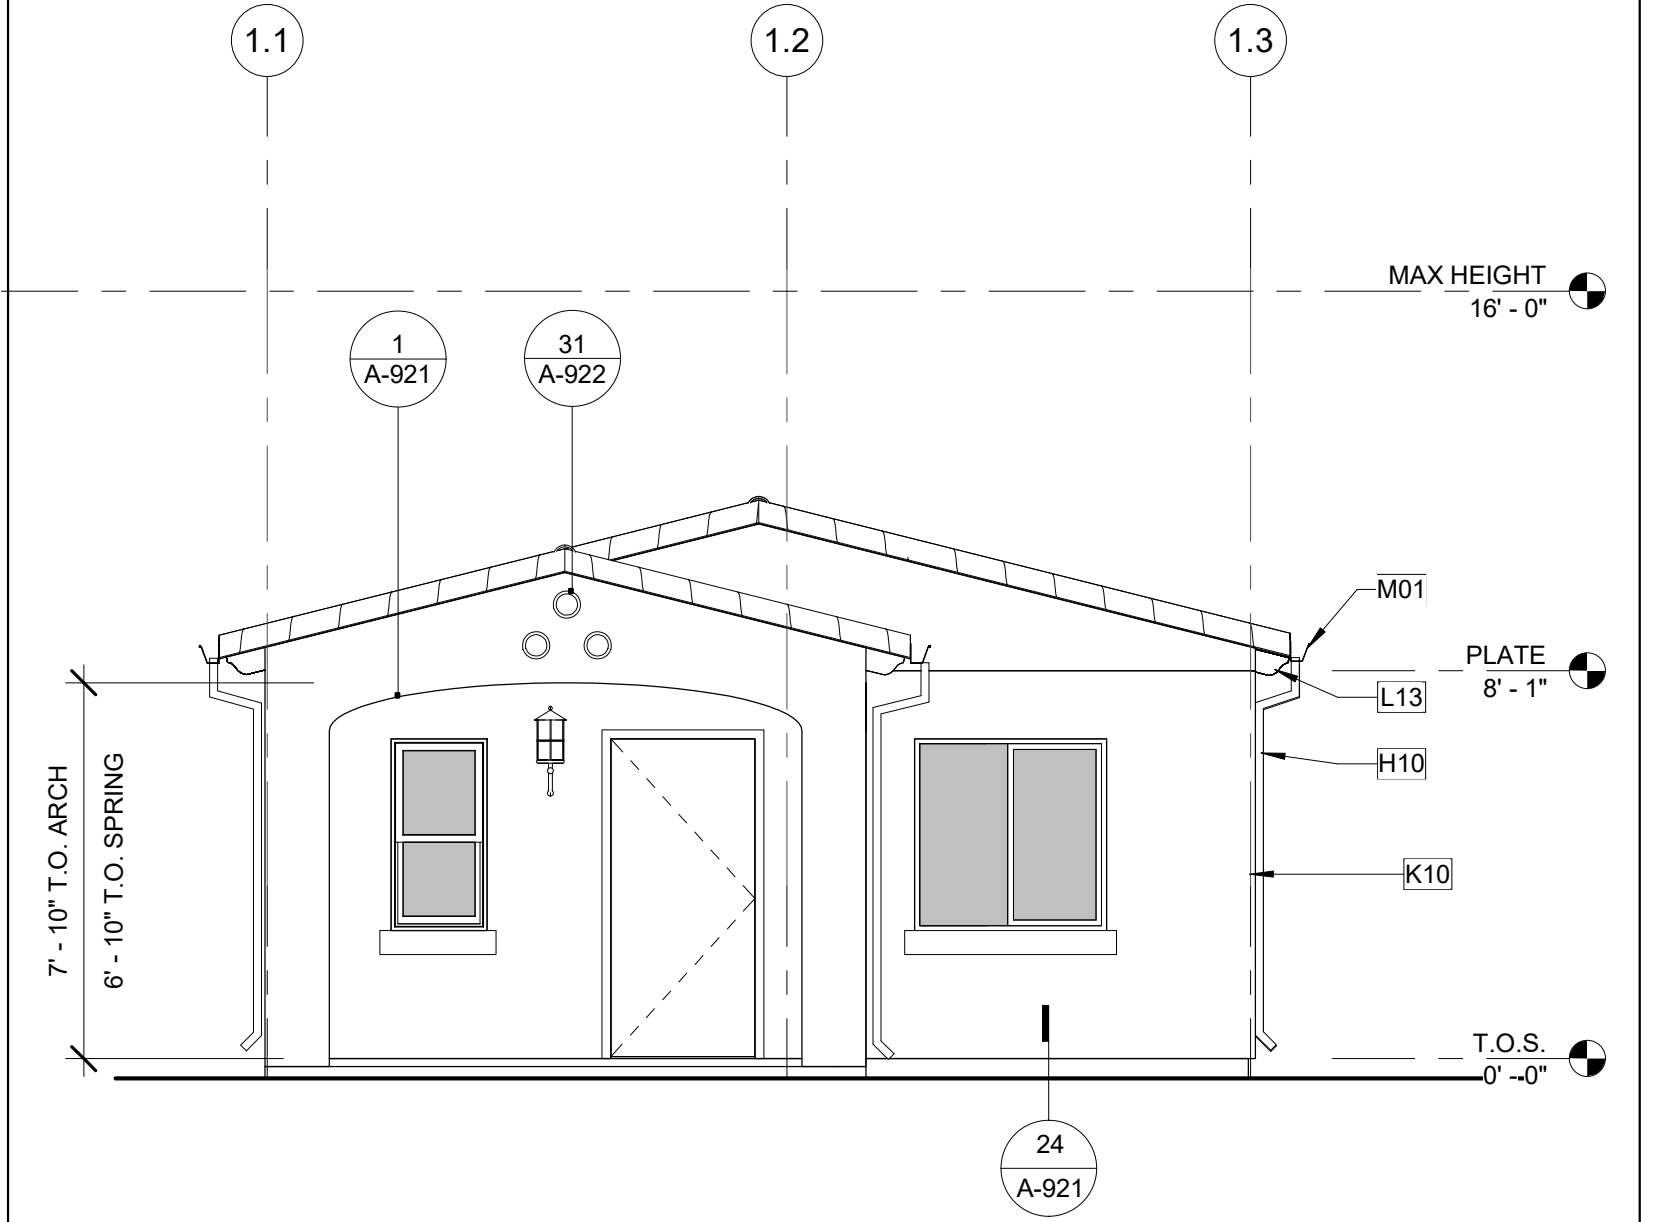 1.1
1.2
1.3
MAX HEIGHT
16' - 0"
1
A-921
31
A-922
M01
PLATE
8' - 1"
L13
H10
K10
7' - 10" T.O. ARCH
6' - 10" T.O. SPRING
T.O.S.
0' - 0"
24
A-921